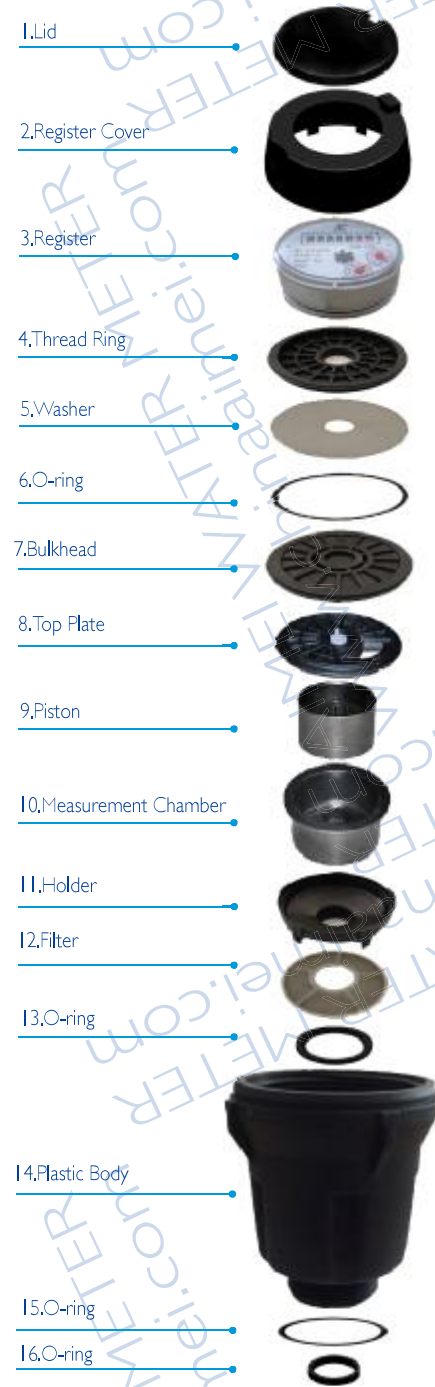 1.Lid
2.Register Cover
3.Register
4.Thread Ring
5.Washer
6.O-ring
7.Bulkhead
8.Top Plate
9.Piston
10.Measurement Chamber
11.Holder
12.Filter
13.O-ring
14.Plastic Body
15.O-ring
16.O-ring